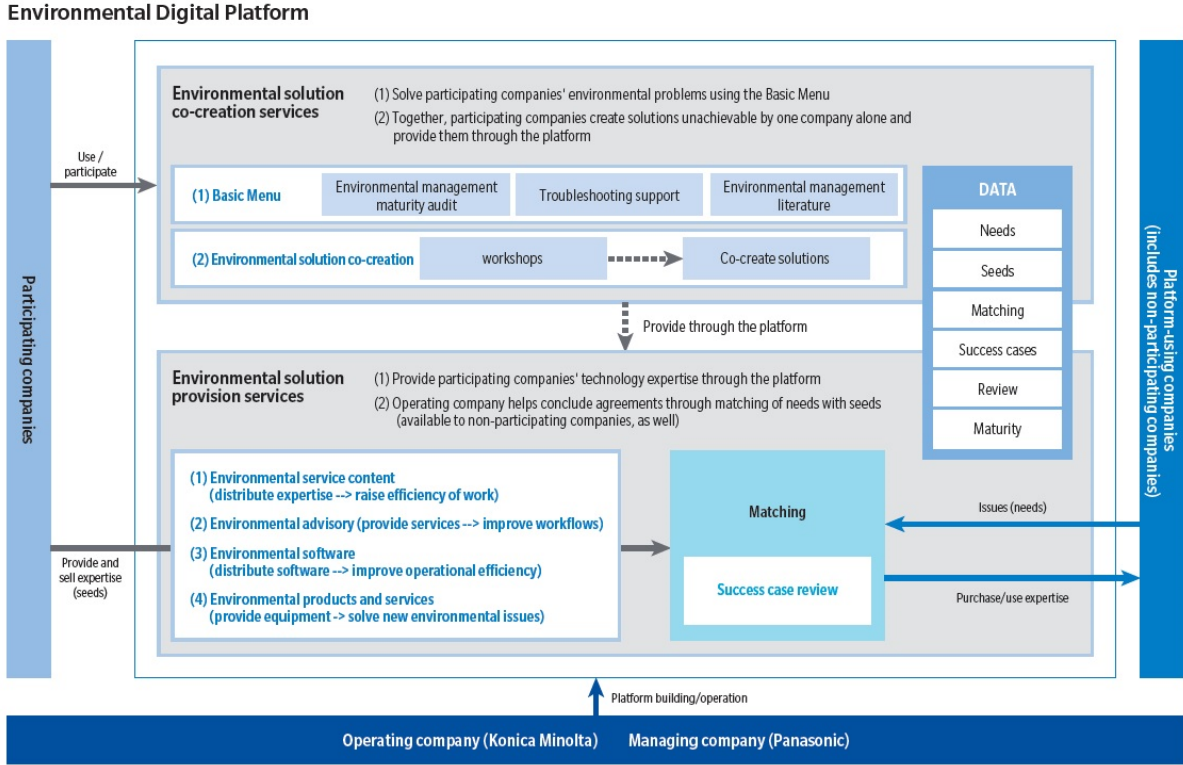 Environmental Digital Platform
Participating companies
Use /
participate
Provide and
sell expertise
(seeds)
Environmental solution
co-creation services
(1) Solve participating companies' environmental problems using the Basic Menu
(2) Together, participating companies create solutions unachievable by one company alone and
provide them through the platform
(1) Basic Menu
Environmental management
maturity audit
Troubleshooting support
Environmental management
literature
(2) Environmental solution co-creation
workshops
Co-create solutions
Provide through the platform
Environmental solution
provision services
(1) Provide participating companies' technology expertise through the platform
(2) Operating company helps conclude agreements through matching of needs with seeds
(available to non-participating companies, as well)
(1) Environmental service content
(distribute expertise --> raise efficiency of work)
(2) Environmental advisory (provide services --> improve workflows)
(3) Environmental software
(distribute software --> improve operational efficiency)
(4) Environmental products and services
(provide equipment -> solve new environmental issues)
Matching
Success case review
DATA
Needs
Seeds
Matching
Success cases
Review
Maturity
Issues (needs)
Purchase/use expertise
Platform-using companies
(includes non-participating companies)
Platform building/operation
Operating company (Konica Minolta) Managing company (Panasonic)